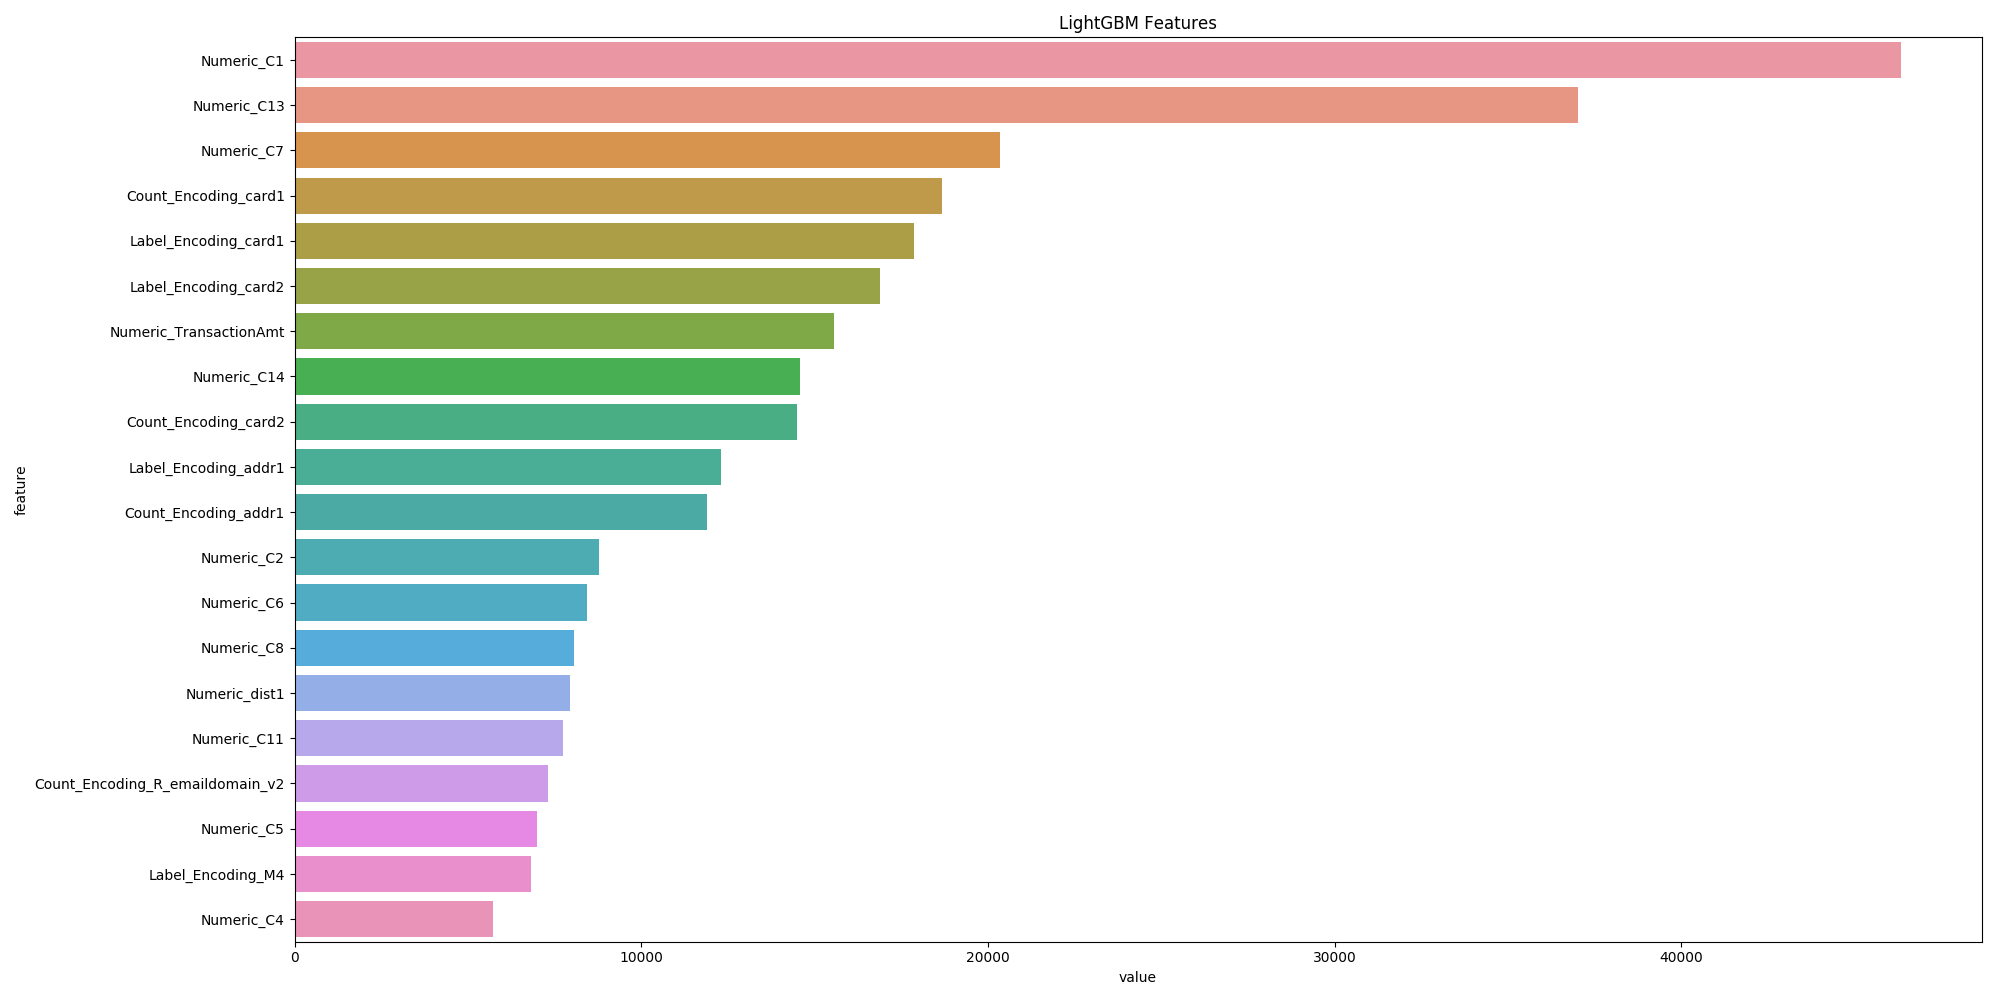 LightGBM Features
Numeric_C1
Numeric_C13
Numeric_C7
Count_Encoding_card1
Label_Encoding_card1
Label_Encoding_card2
Numeric_TransactionAmt
Numeric_C14
Count_Encoding_card2
Label_Encoding_addr1
Count_Encoding_addr1
Numeric_C2
Numeric_C6
Numeric_C8
Numeric_dist1
Numeric_C11
Count_Encoding_R_emaildomain_v2
Numeric_C5
Label_Encoding_M4
Numeric_C4
feature
0 10000 20000 30000 40000
value